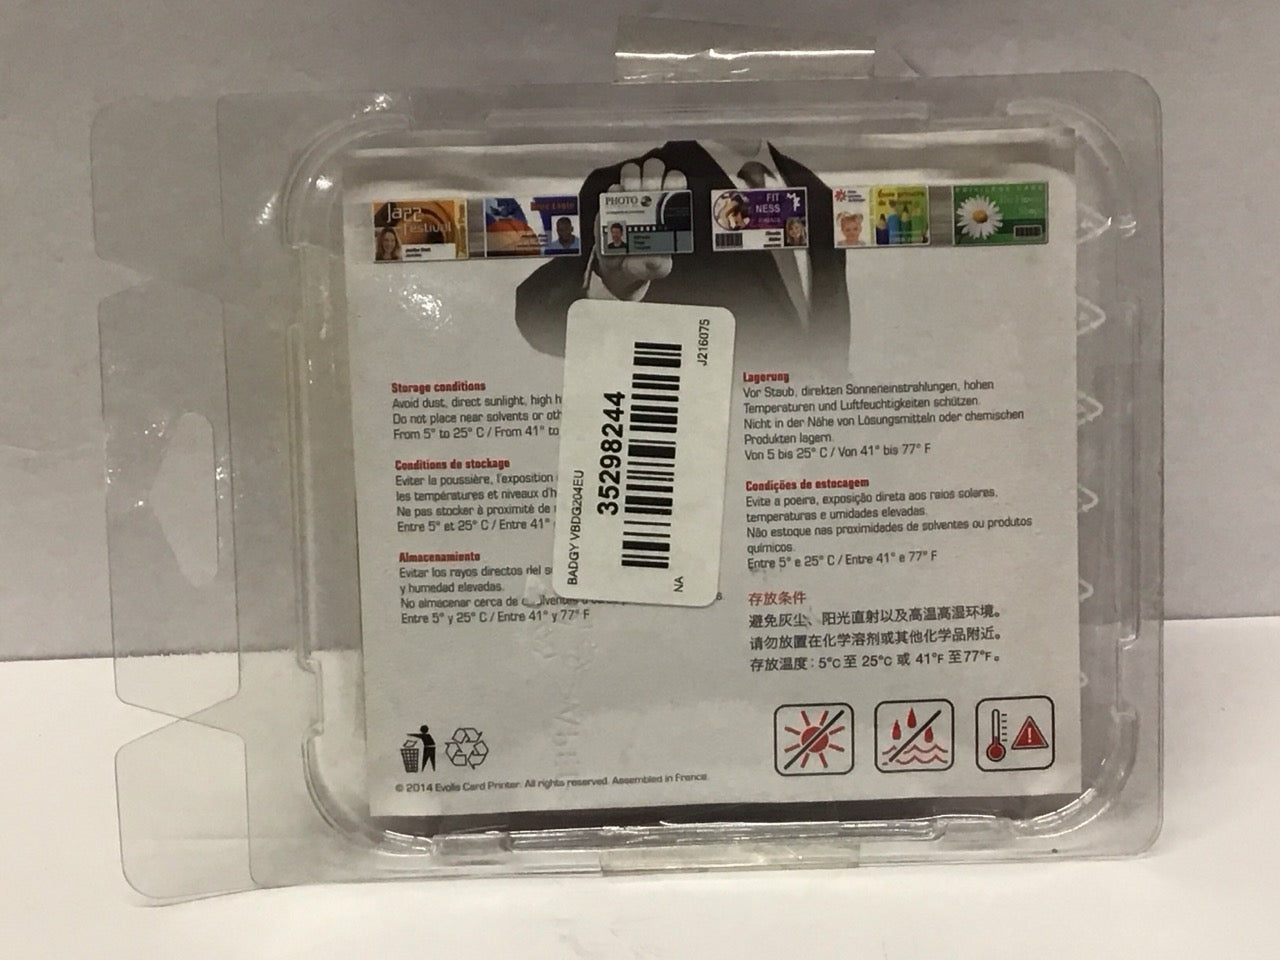 Jazz
Festival
PHOTO
FIT
NESS
Storage conditions
Avoid dust, direct sunlight, high h
Do not place near solvents or oth
From 5° to 25° C / From 41° to
Conditions de stockage
Eviter la poussière, l'exposition
les températures et niveaux d'h
Ne pas stocker à proximité de
Entre 5° et 25° C / Entre 41°
Almacenamiento
Evitar los rayos directos del s
y humedad elevadas.
No almacenar cerca de
Entre 5° y 25° C / Entre 41° y 77° F
BADGY VBDG204EU
35298244
NA
J216075
Lagerung
Vor Staub, direkten Sonneneinstrahlungen, hohen
Temperaturen und Luftfeuchtigkeiten schützen.
Nicht in der Nähe von Lösungsmitteln oder chemischen
Produkten lagern.
Von 5 bis 25° C / Von 41° bis 77° F
Condições de estocagem
Evite a poeira, exposição direta aos raios solares,
temperaturas e umidades elevadas.
Não estoque nas proximidades de solventes ou produtos
químicos.
Entre 5° e 25° C / Entre 41° e 77° F
存放条件
避免灰尘、阳光直射以及高温高湿环境。
请勿放置在化学溶剂或其他化学品附近。
存放温度：5°C 至 25°C 或 41°F 至77°F。
© 2014 Evolis Card Printer. All rights reserved. Assembled in France.